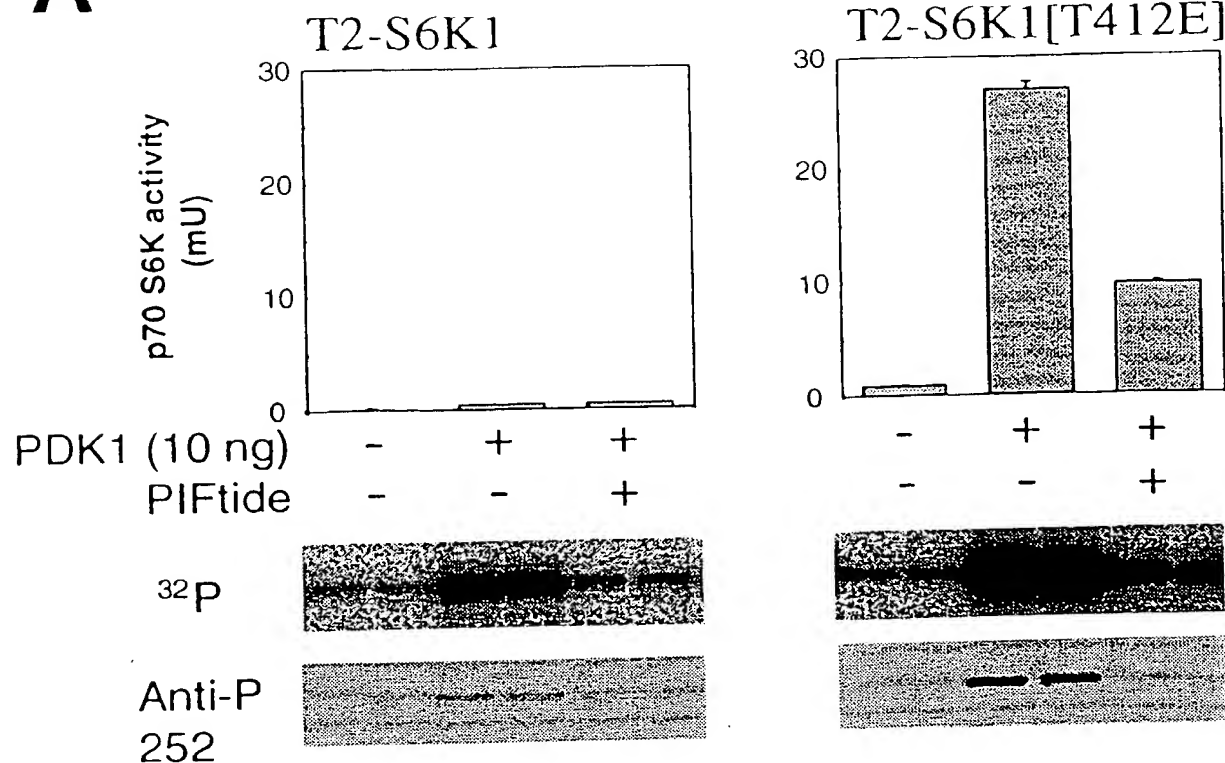 A
T2-S6K1
T2-S6K1[T412E]
p70 S6K activity
(mU)
30
20
10
0
30
20
10
0
PDK1 (10 ng) - + + - + +
PIFtide - - + - - +
32P
Anti-P
252